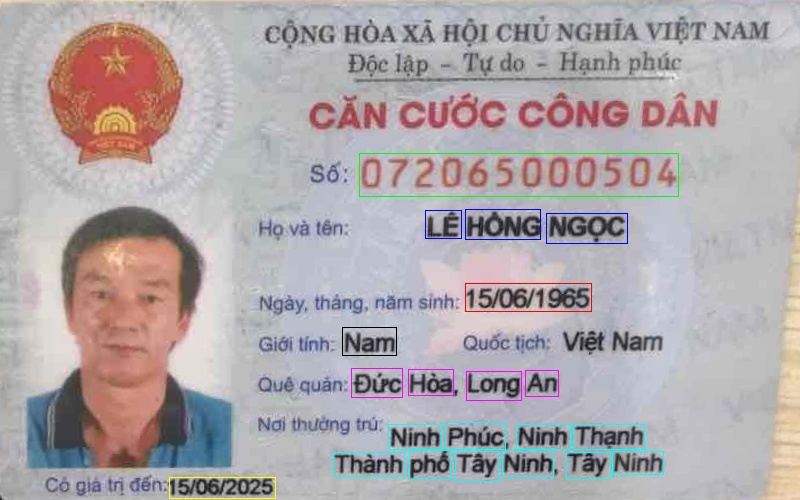 CỘNG HÒA XÃ HỘI CHỦ NGHĨA VIỆT NAM
Độc lập - Tự do - Hạnh phúc
CĂN CƯỚC CÔNG DÂN
Số: 072065000504
Họ và tên: LÊ HỒNG NGỌC
Ngày, tháng, năm sinh: 15/06/1965
Giới tính: Nam Quốc tịch: Việt Nam
Quê quán: Đức Hòa, Long An
Nơi thường trú: Ninh Phúc, Ninh Thạnh
Thành phố Tây Ninh, Tây Ninh
Có giá trị đến: 15/06/2025
VIỆT NAM